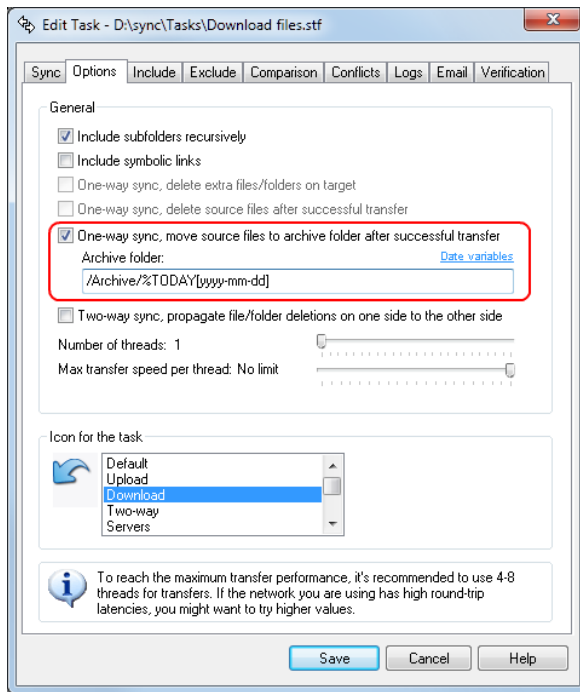 Edit Task - D:\sync\Tasks\Download files.stf
Sync Options Include Exclude Comparison Conflicts Logs Email Verification
General
Include subfolders recursively
Include symbolic links
One-way sync, delete extra files/folders on target
One-way sync, delete source files after successful transfer
One-way sync, move source files to archive folder after successful transfer
Archive folder: Date variables
/Archive/%TODAY[yyyy-mm-dd]
Two-way sync, propagate file/folder deletions on one side to the other side
Number of threads: 1
Max transfer speed per thread: No limit
Icon for the task
Default
Upload
Download
Two-way
Servers
To reach the maximum transfer performance, it's recommended to use 4-8
threads for transfers. If the network you are using has high round-trip
latencies, you might want to try higher values.
Save Cancel Help